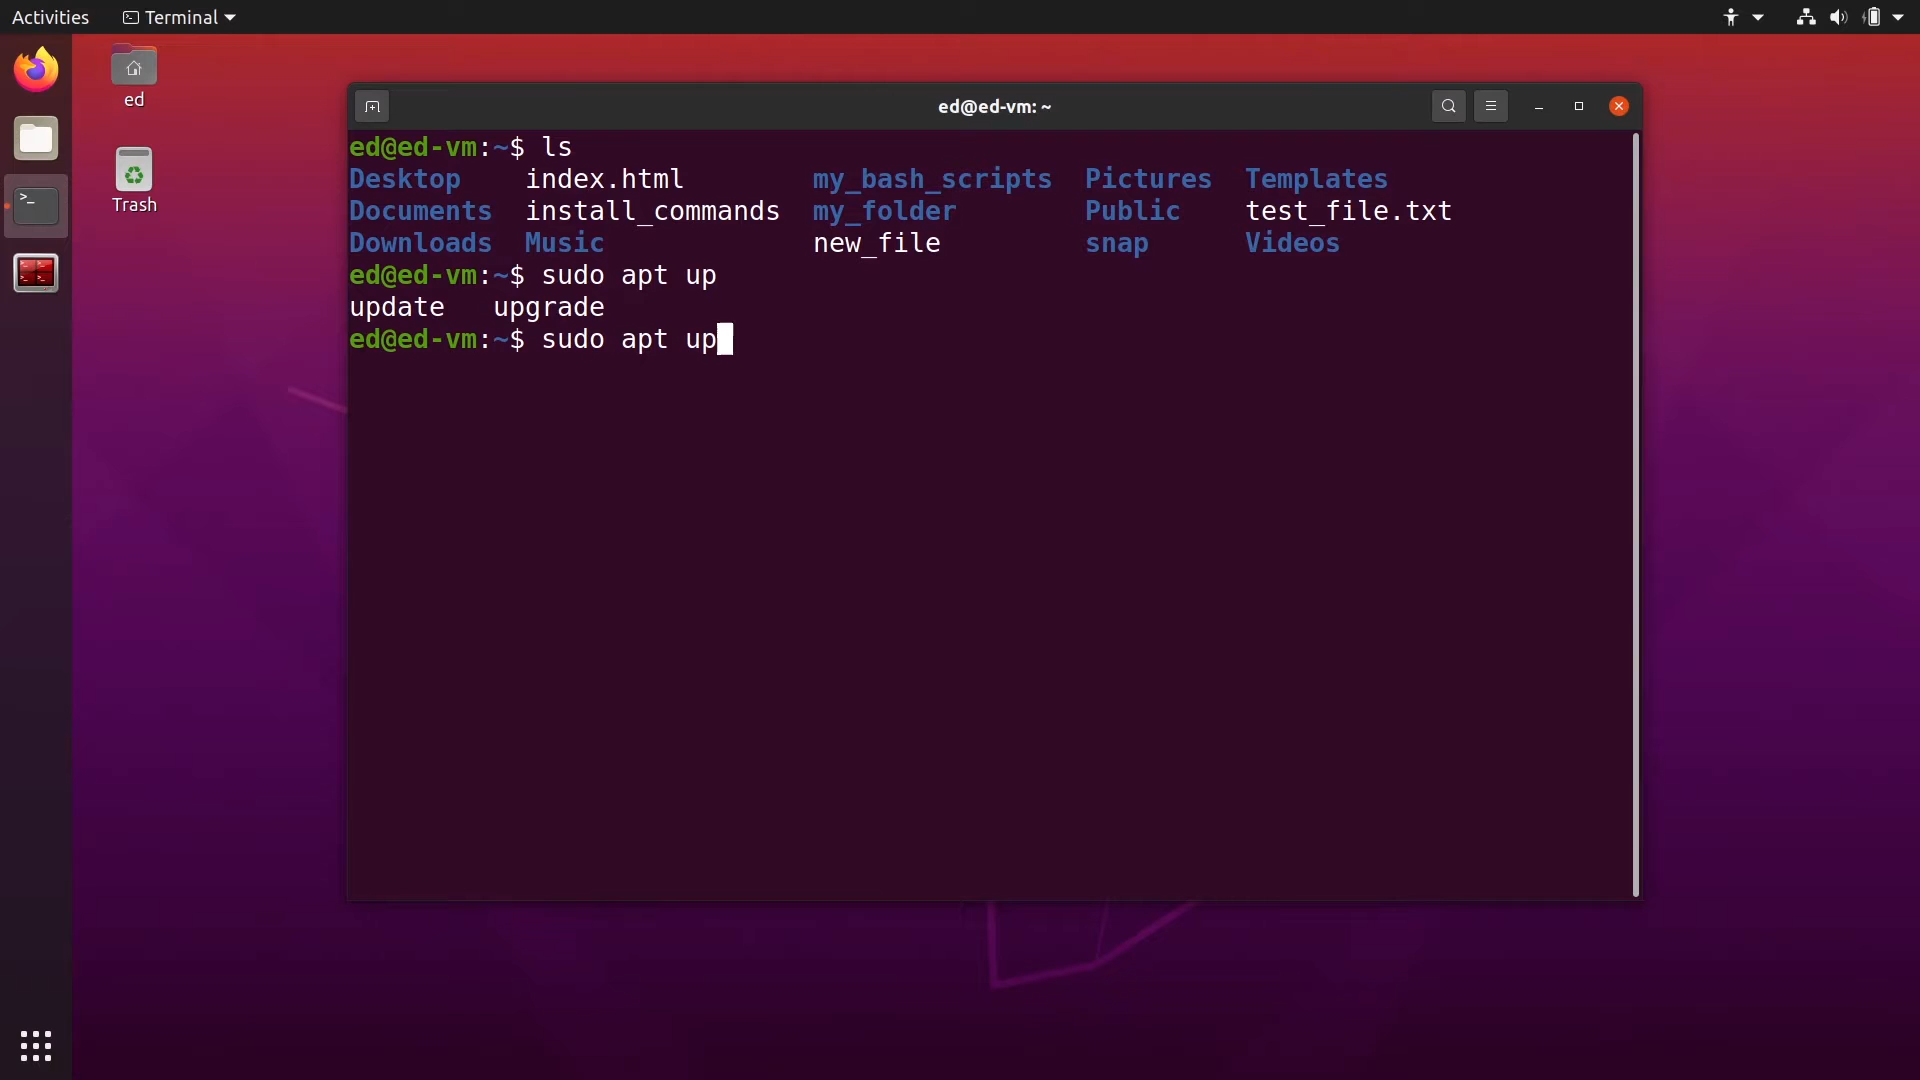 Activities Terminal
ed
Trash
ed@ed-vm: ~
ed@ed-vm:~$ ls
Desktop index.html my_bash_scripts Pictures Templates
Documents install_commands my_folder Public test_file.txt
Downloads Music new_file snap Videos
ed@ed-vm:~$ sudo apt up
update upgrade
ed@ed-vm:~$ sudo apt up